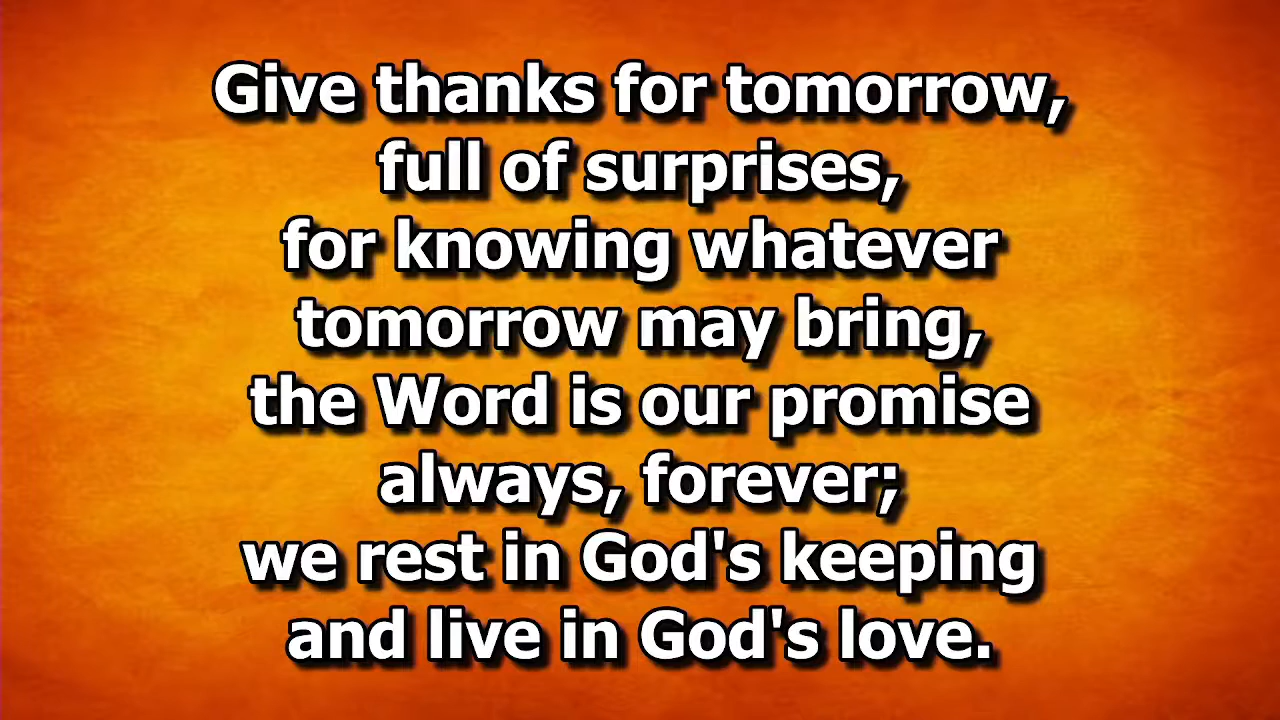 Give thanks for tomorrow,
full of surprises,
for knowing whatever
tomorrow may bring,
the Word is our promise
always, forever;
we rest in God's keeping
and live in God's love.